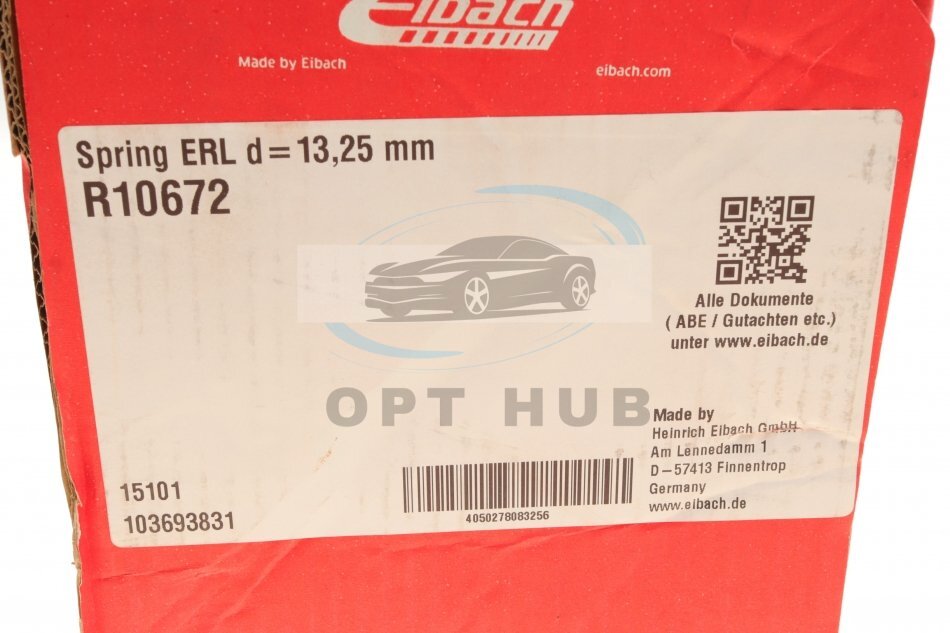 Eibach
Made by Eibach
eibach.com
Spring ERL d=13,25 mm
R10672
Alle Dokumente
( ABE / Gutachten etc.)
unter www.eibach.de
OPT HUB
Made by
Heinrich Eibach GmbH
Am Lennedamm 1
D-57413 Finnentrop
Germany
www.eibach.de
15101
103693831
4050278083256